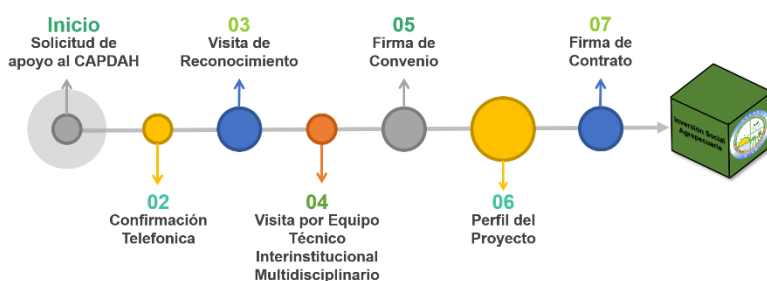 Inicio
Solicitud de
apoyo al CAPDAH
03
Visita de
Reconocimiento
05
Firma de
Convenio
07
Firma de
Contrato
Inversión Social
Agropecuaria
02
Confirmación
Telefonica
04
Visita por Equipo
Técnico
Interinstitucional
Multidisciplinario
06
Perfil del
Proyecto